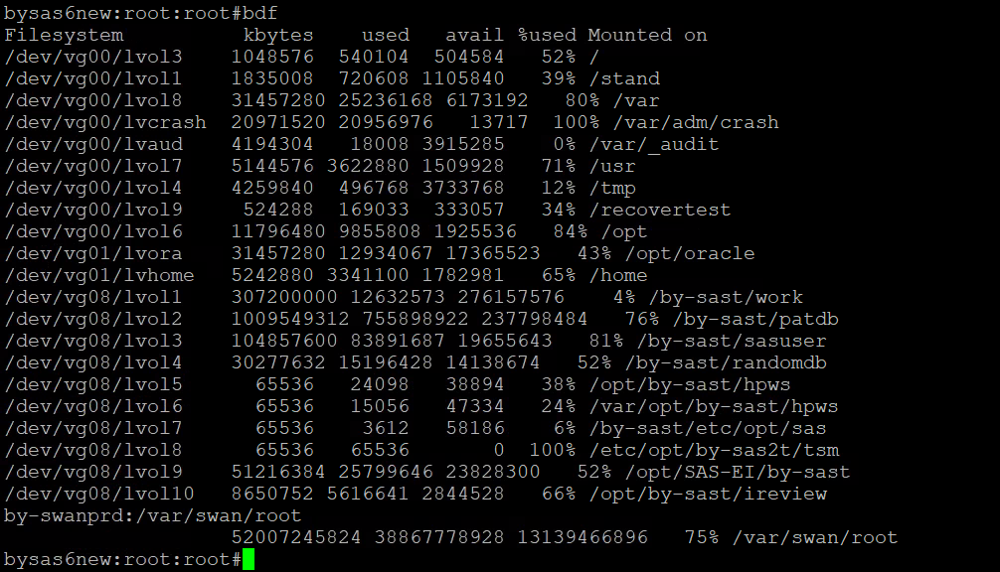 bysas6new:root:root#bdf
Filesystem          kbytes    used   avail %used Mounted on
/dev/vg00/lvol3    1048576  540104  504584   52% /
/dev/vg00/lvol1    1835008  720608 1105840   39% /stand
/dev/vg00/lvol8    31457280 25236168 6173192   80% /var
/dev/vg00/lvcrash  20971520 20956976   13717  100% /var/adm/crash
/dev/vg00/lvaud    4194304   18008 3915285    0% /var/_audit
/dev/vg00/lvol7    5144576 3622880 1509928   71% /usr
/dev/vg00/lvol4    4259840  496768 3733768   12% /tmp
/dev/vg00/lvol9     524288  169033  333057   34% /recovertest
/dev/vg00/lvol6    11796480 9855808 1925536   84% /opt
/dev/vg01/lvora    31457280 12934067 17365523   43% /opt/oracle
/dev/vg01/lvhome   5242880 3341100 1782981   65% /home
/dev/vg08/lvol1    307200000 12632573 276157576    4% /by-sast/work
/dev/vg08/lvol2    1009549312 755898922 237798484   76% /by-sast/patdb
/dev/vg08/lvol3    104857600 83891687 19655643   81% /by-sast/sasuser
/dev/vg08/lvol4    30277632 15196428 14138674   52% /by-sast/randomdb
/dev/vg08/lvol5      65536   24098   38894   38% /opt/by-sast/hpws
/dev/vg08/lvol6      65536   15056   47334   24% /var/opt/by-sast/hpws
/dev/vg08/lvol7      65536    3612   58186    6% /by-sast/etc/opt/sas
/dev/vg08/lvol8      65536   65536       0  100% /etc/opt/by-sas2t/tsm
/dev/vg08/lvol9    51216384 25799646 23828300   52% /opt/SAS-EI/by-sast
/dev/vg08/lvol10   8650752 5616641 2844528   66% /opt/by-sast/ireview
by-swanprd:/var/swan/root
                   52007245824 38867778928 13139466896   75% /var/swan/root
bysas6new:root:root#